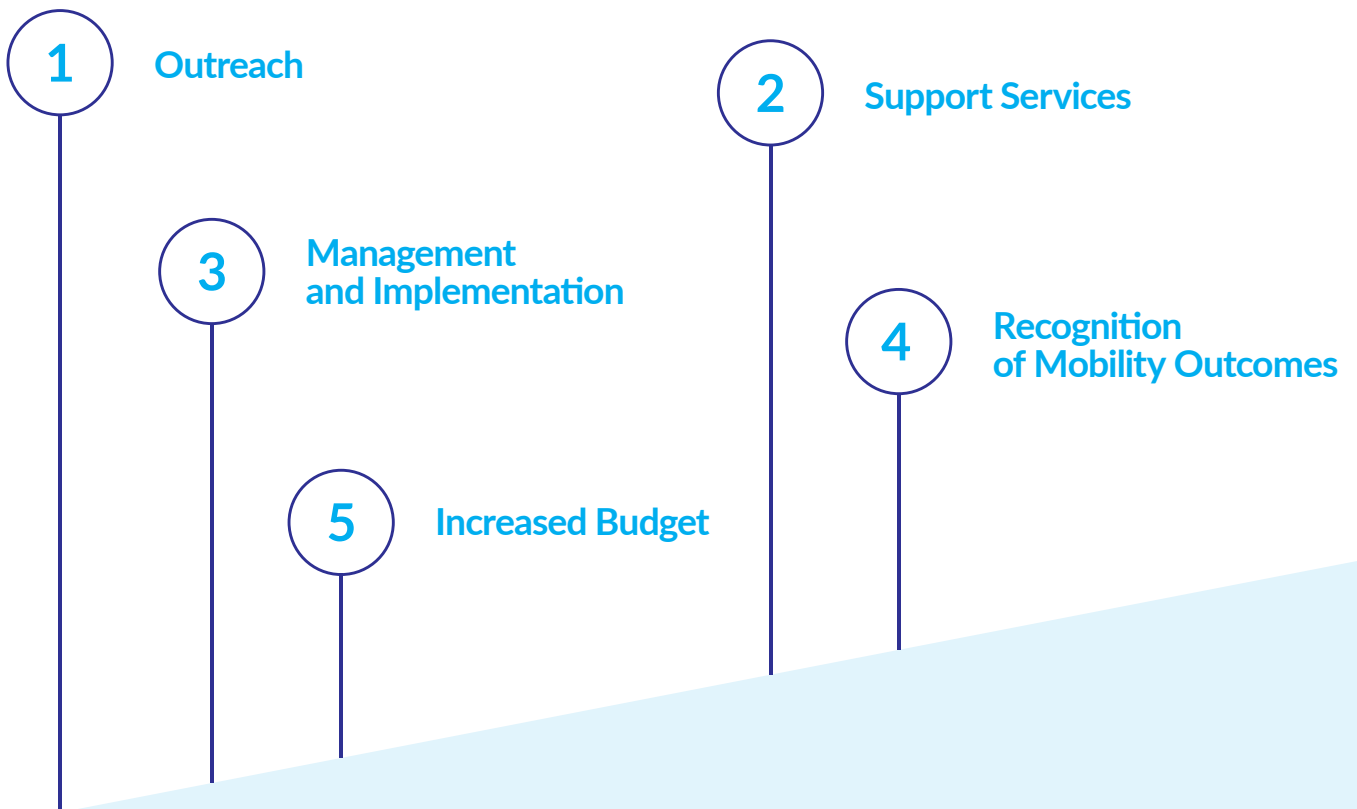 1
Outreach
2
Support Services
3
Management
and Implementation
4
Recognition
of Mobility Outcomes
5
Increased Budget